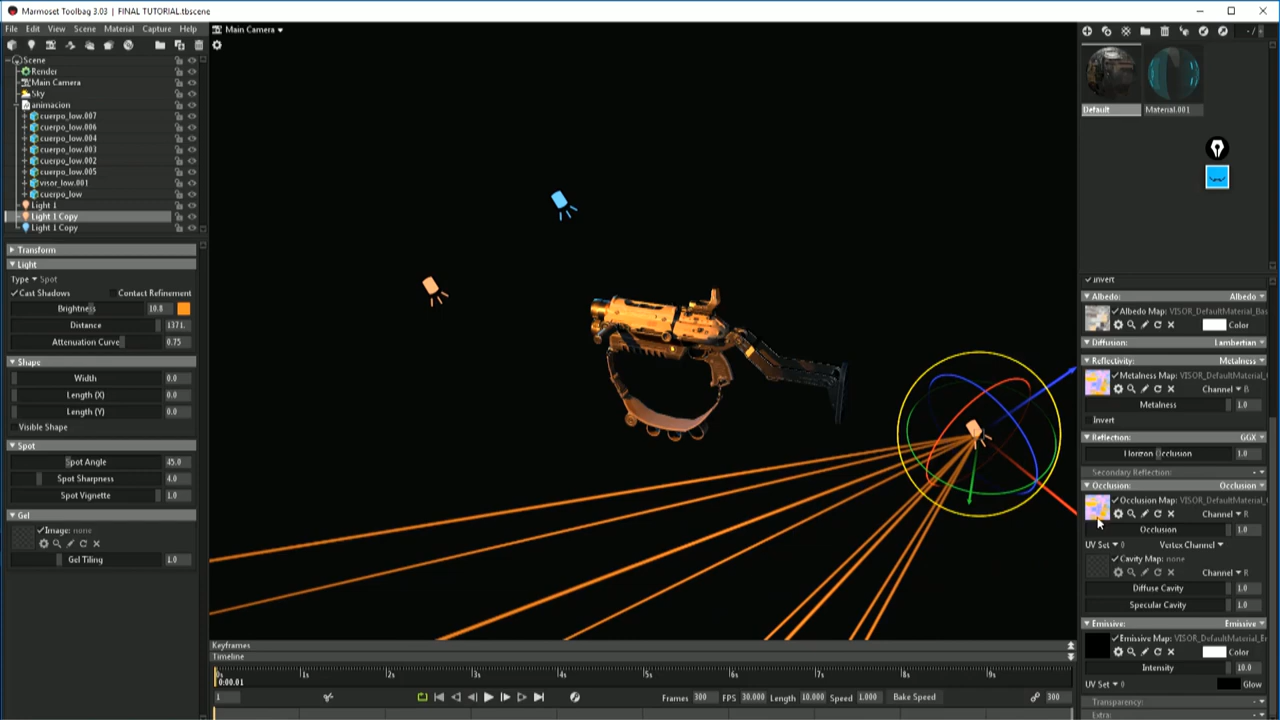 Marmoset Toolbag 3.03 | FINAL TUTORIAL.tbscene
File Edit View Scene Material Capture Help
Main Camera
Scene
Render
Main Camera
Sky
animacion
cuerpo_low.007
cuerpo_low.006
cuerpo_low.004
cuerpo_low.003
cuerpo_low.002
cuerpo_low.005
visor_low.001
cuerpo_low
Light 1
Light 1 Copy
Light 1 Copy
Transform
Light
Type Spot
Cast Shadows Contact Refinement
Brightness 10.8
Distance 1371.
Attenuation Curve 0.75
Shape
Width 0.0
Length (X) 0.0
Length (Y) 0.0
Visible Shape
Spot
Spot Angle 45.0
Spot Sharpness 4.0
Spot Vignette 1.0
Gel
Image: none
Gel Tiling 1.0
Keyframes
Timeline
0s 1s 2s 3s 4s 5s 6s 7s 8s 9s
0:00.01
1 Frames 300 FPS 30.000 Length 10.000 Speed 1.000 Bake Speed 300
Default Material.001
Invert
Albedo: Albedo
Albedo Map: VISOR_DefaultMaterial_Bas
Color
Diffusion: Lambertian
Reflectivity: Metalness
Metalness Map: VISOR_DefaultMaterial_
Channel B
Metalness 1.0
Invert
Reflection: GGX
Horizon Occlusion 1.0
Secondary Reflection:
Occlusion: Occlusion
Occlusion Map: VISOR_DefaultMaterial_
Channel R
Occlusion 1.0
UV Set 0 Vertex Channel
Cavity Map: none
Channel R
Diffuse Cavity 1.0
Specular Cavity 1.0
Emissive: Emissive
Emissive Map: VISOR_DefaultMaterial_Er
Color
Intensity 10.0
UV Set 0 Glow
Transparency:
Extra: